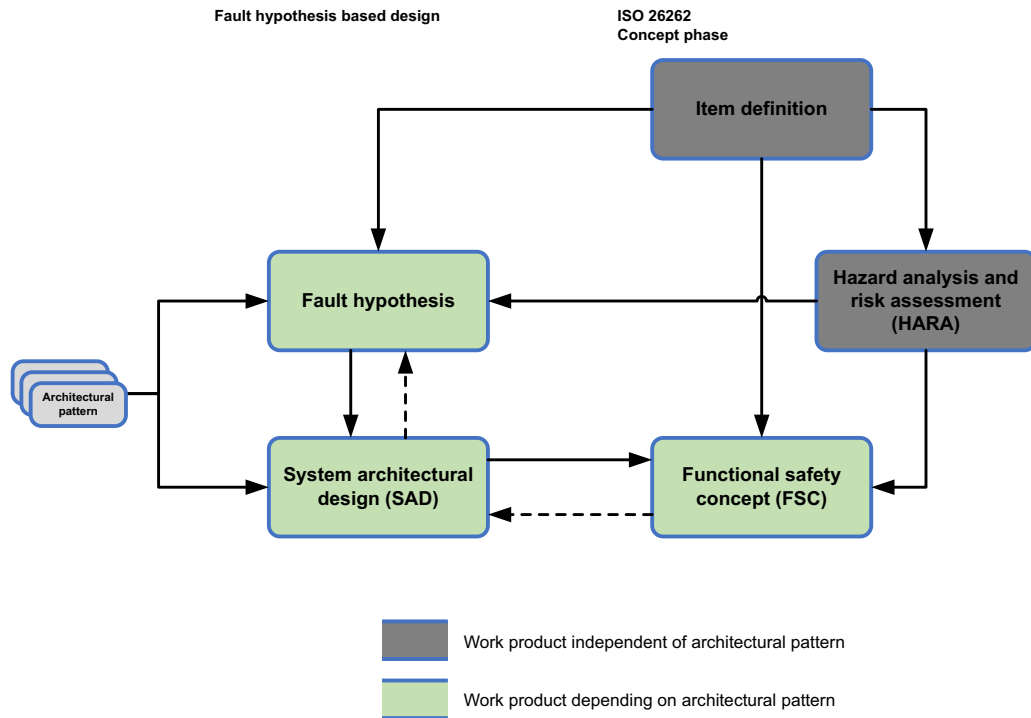 Fault hypothesis based design
ISO 26262
Concept phase
Item definition
Fault hypothesis
Hazard analysis and
risk assessment
(HARA)
Architectural
pattern
System architectural
design (SAD)
Functional safety
concept (FSC)
Work product independent of architectural pattern
Work product depending on architectural pattern